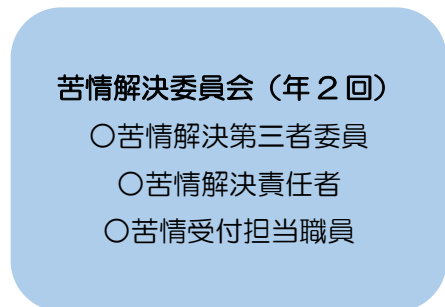 苦情解決委員会（年２回）
○苦情解決第三者委員
○苦情解決責任者
○苦情受付担当職員